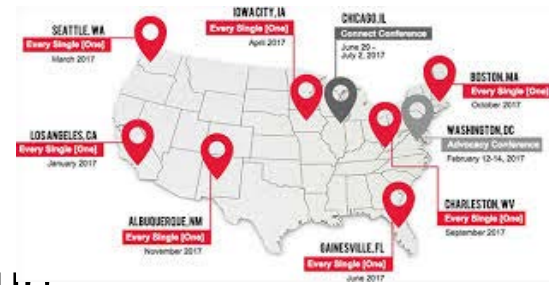 IOWA CITY, IA
Every Single [One]
April 2017
CHICAGO, IL
Connect Conference
June 20 -
July 2, 2017
SEATTLE, WA
Every Single [One]
March 2017
BOSTON, MA
Every Single [One]
October 2017
WASHINGTON, DC
Advocacy Conference
February 12-14, 2017
LOS ANGELES, CA
Every Single [One]
January 2017
CHARLESTON, WV
Every Single [One]
September 2017
ALBUQUERQUE, NM
Every Single [One]
November 2017
GAINESVILLE, FL
Every Single [One]
June 2017